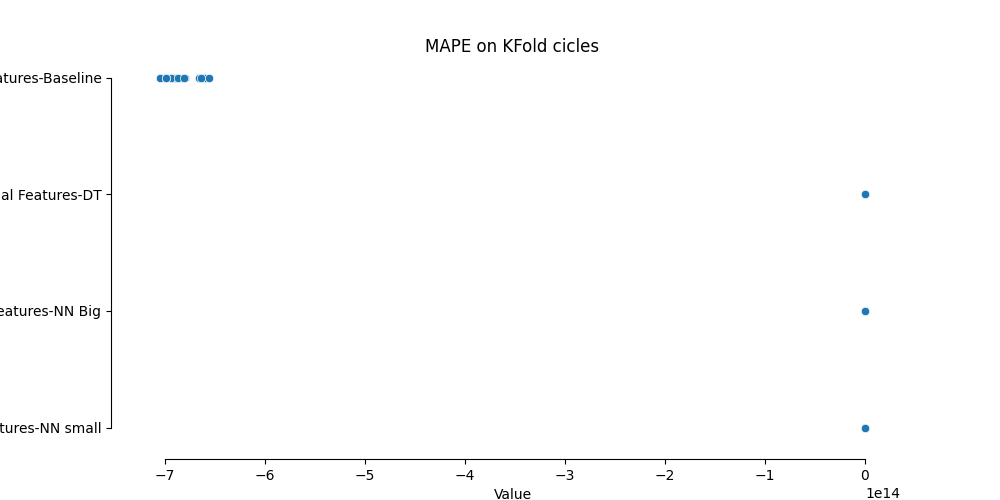 MAPE on KFold cicles
atures-Baseline
al Features-DT
eatures-NN Big
tures-NN small
−7 −6 −5 −4 −3 −2 −1 0
1e14
Value